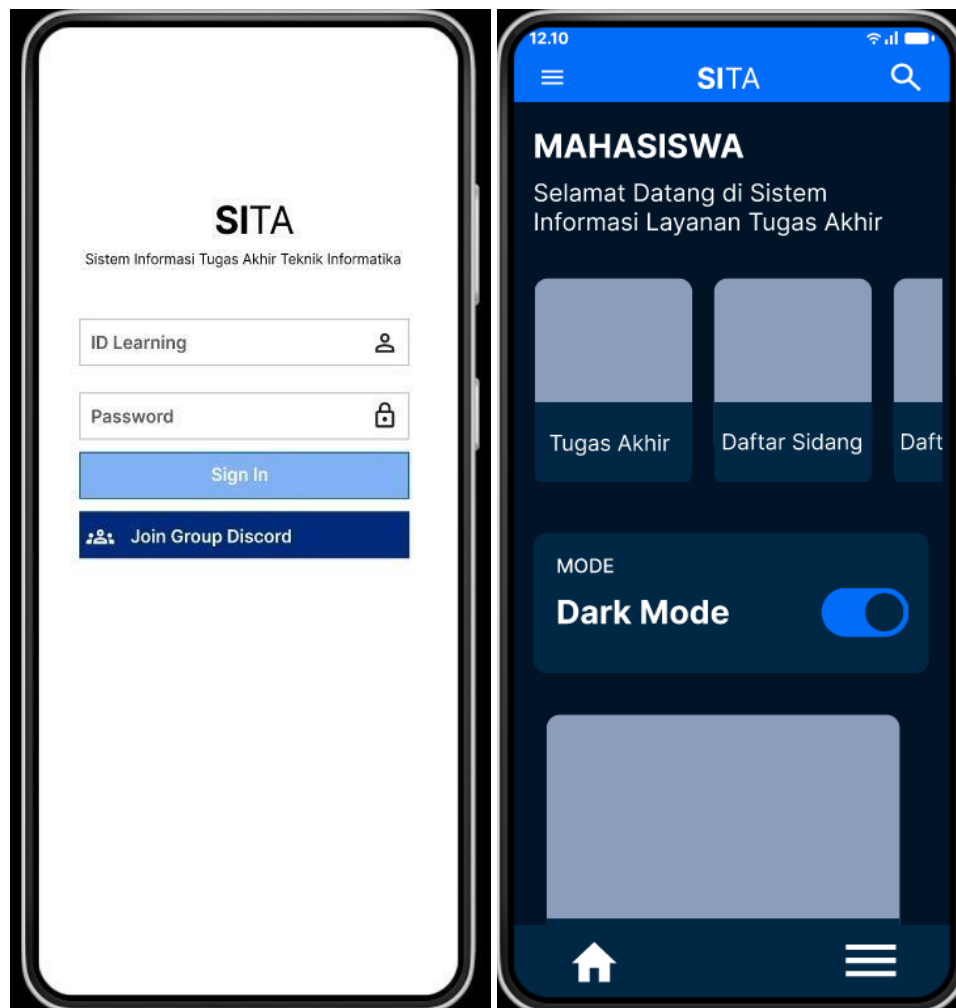 SITA
Sistem Informasi Tugas Akhir Teknik Informatika
ID Learning
Password
Sign In
Join Group Discord
12.10
SITA
MAHASISWA
Selamat Datang di Sistem
Informasi Layanan Tugas Akhir
Tugas Akhir
Daftar Sidang
Daft
MODE
Dark Mode